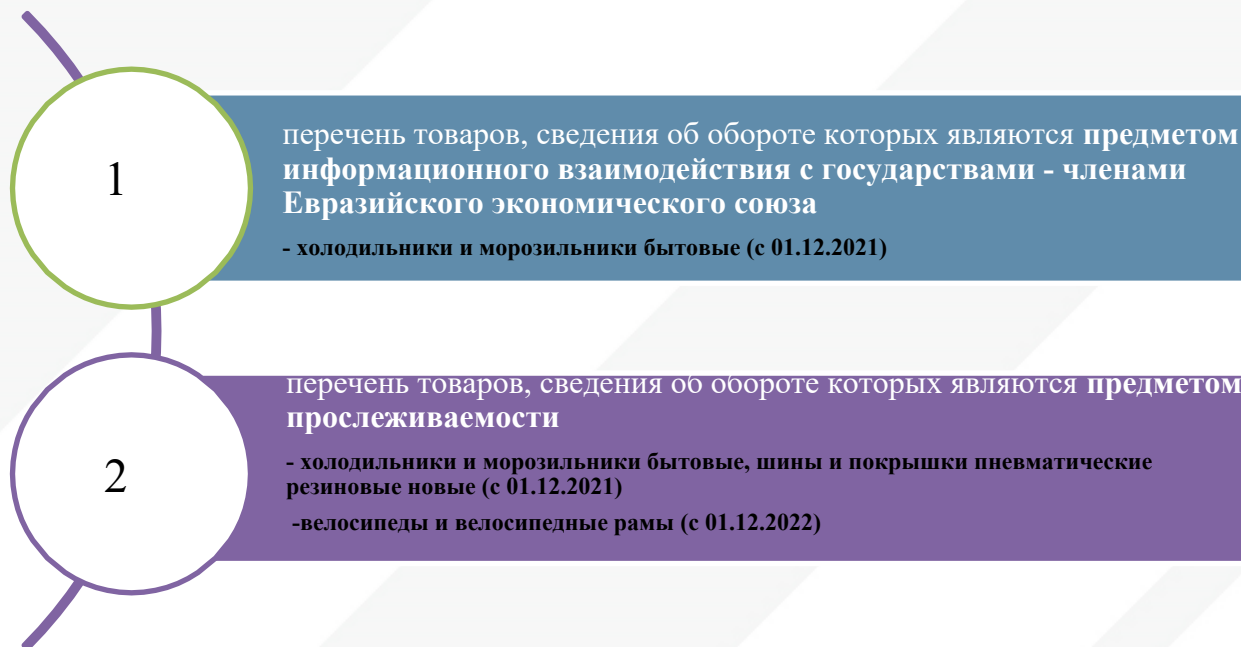 1
перечень товаров, сведения об обороте которых являются предметом
информационного взаимодействия с государствами - членами
Евразийского экономического союза
- холодильники и морозильники бытовые (с 01.12.2021)
2
перечень товаров, сведения об обороте которых являются предметом
прослеживаемости
- холодильники и морозильники бытовые, шины и покрышки пневматические
резиновые новые (с 01.12.2021)
-велосипеды и велосипедные рамы (с 01.12.2022)